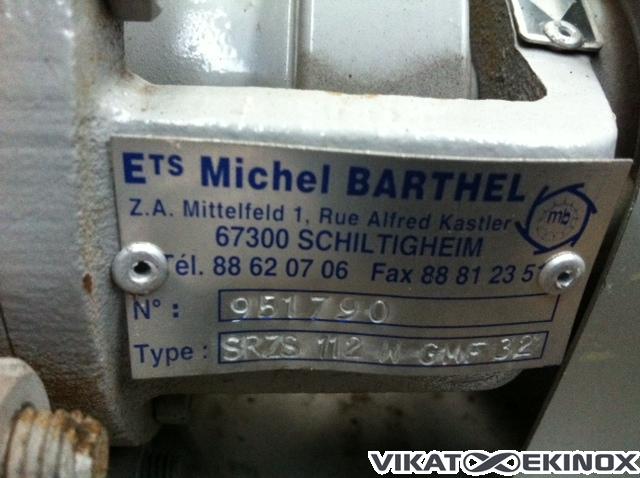 ETS Michel BARTHEL
mb
Z.A. Mittelfeld 1, Rue Alfred Kastler
67300 SCHILTIGHEIM
Tél. 88 62 07 06 Fax 88 81 23 51
N° : 951790
Type : SRZS 112 W GMF 32
VIKAT EKINOX